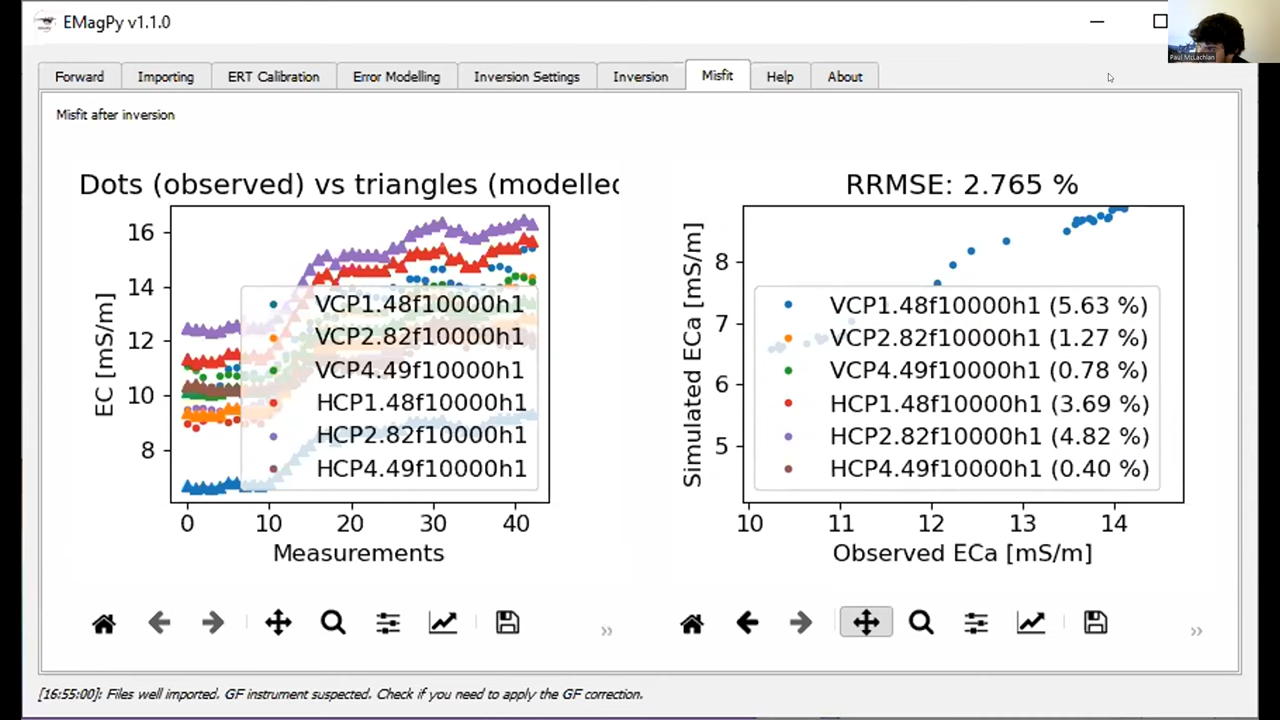 EMagPy v1.1.0
Paul McLachlan
Forward Importing ERT Calibration Error Modelling Inversion Settings Inversion Misfit Help About
Misfit after inversion
Dots (observed) vs triangles (modelled
16
14
12
10
8
EC [mS/m]
VCP1.48f10000h1
VCP2.82f10000h1
VCP4.49f10000h1
HCP1.48f10000h1
HCP2.82f10000h1
HCP4.49f10000h1
0 10 20 30 40
Measurements
RRMSE: 2.765 %
8
7
6
5
Simulated ECa [mS/m]
VCP1.48f10000h1 (5.63 %)
VCP2.82f10000h1 (1.27 %)
VCP4.49f10000h1 (0.78 %)
HCP1.48f10000h1 (3.69 %)
HCP2.82f10000h1 (4.82 %)
HCP4.49f10000h1 (0.40 %)
10 11 12 13 14
Observed ECa [mS/m]
[16:55:00]: Files well imported. GF instrument suspected. Check if you need to apply the GF correction.